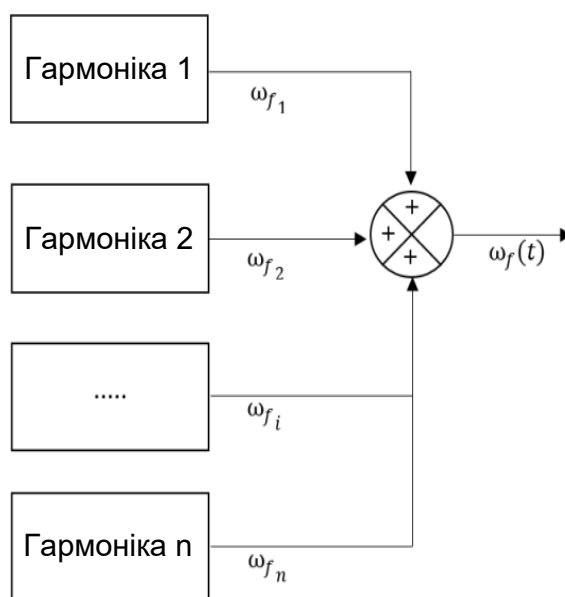 Гармоніка 1
ω_{f_1}
+
Гармоніка 2
ω_{f_2}
+
+
ω_f(t)
.....
ω_{f_i}
Гармоніка n
ω_{f_n}